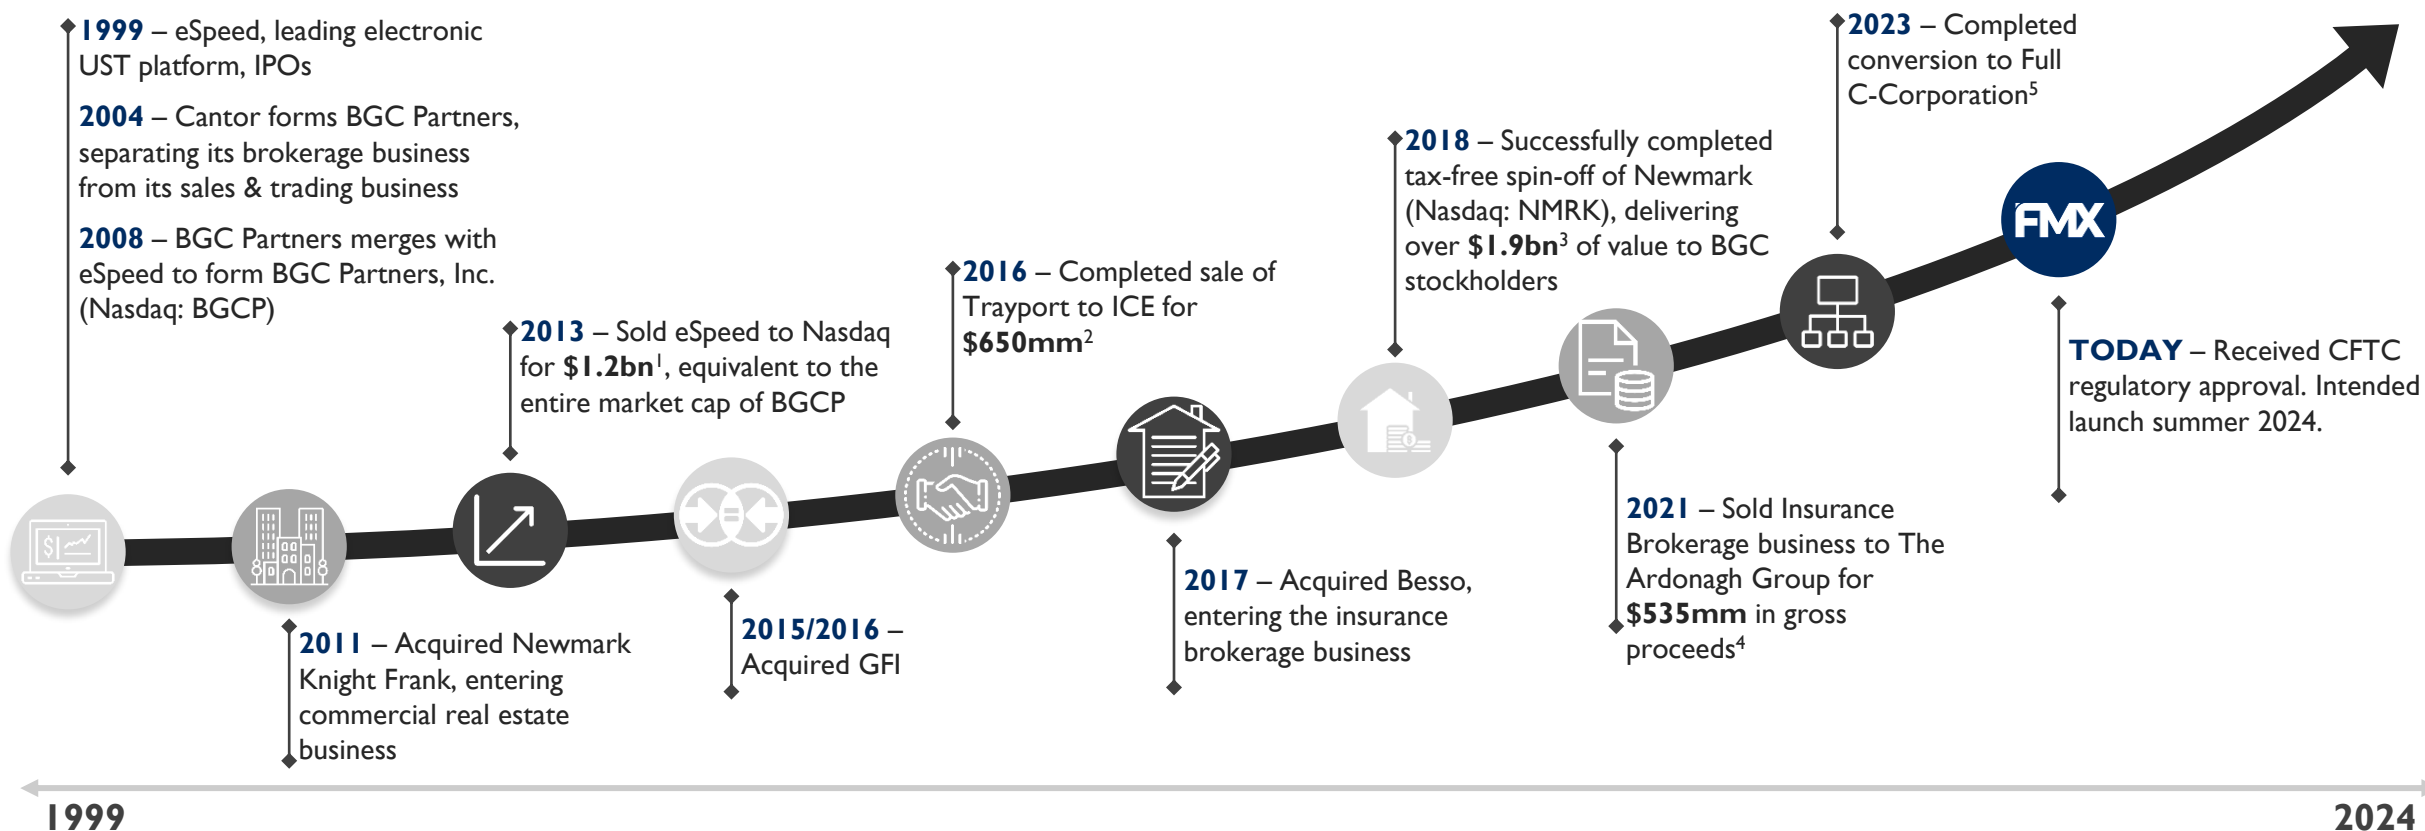 1999 – eSpeed, leading electronic
UST platform, IPOs
2004 – Cantor forms BGC Partners,
separating its brokerage business
from its sales & trading business
2008 – BGC Partners merges with
eSpeed to form BGC Partners, Inc.
(Nasdaq: BGCP)
2011 – Acquired Newmark
Knight Frank, entering
commercial real estate
business
2013 – Sold eSpeed to Nasdaq
for $1.2bn¹, equivalent to the
entire market cap of BGCP
2015/2016 –
Acquired GFI
2016 – Completed sale of
Trayport to ICE for
$650mm²
2017 – Acquired Besso,
entering the insurance
brokerage business
2018 – Successfully completed
tax-free spin-off of Newmark
(Nasdaq: NMRK), delivering
over $1.9bn³ of value to BGC
stockholders
2021 – Sold Insurance
Brokerage business to The
Ardonagh Group for
$535mm in gross
proceeds⁴
2023 – Completed
conversion to Full
C-Corporation⁵
FMX
TODAY – Received CFTC
regulatory approval. Intended
launch summer 2024.
$
1999
2024